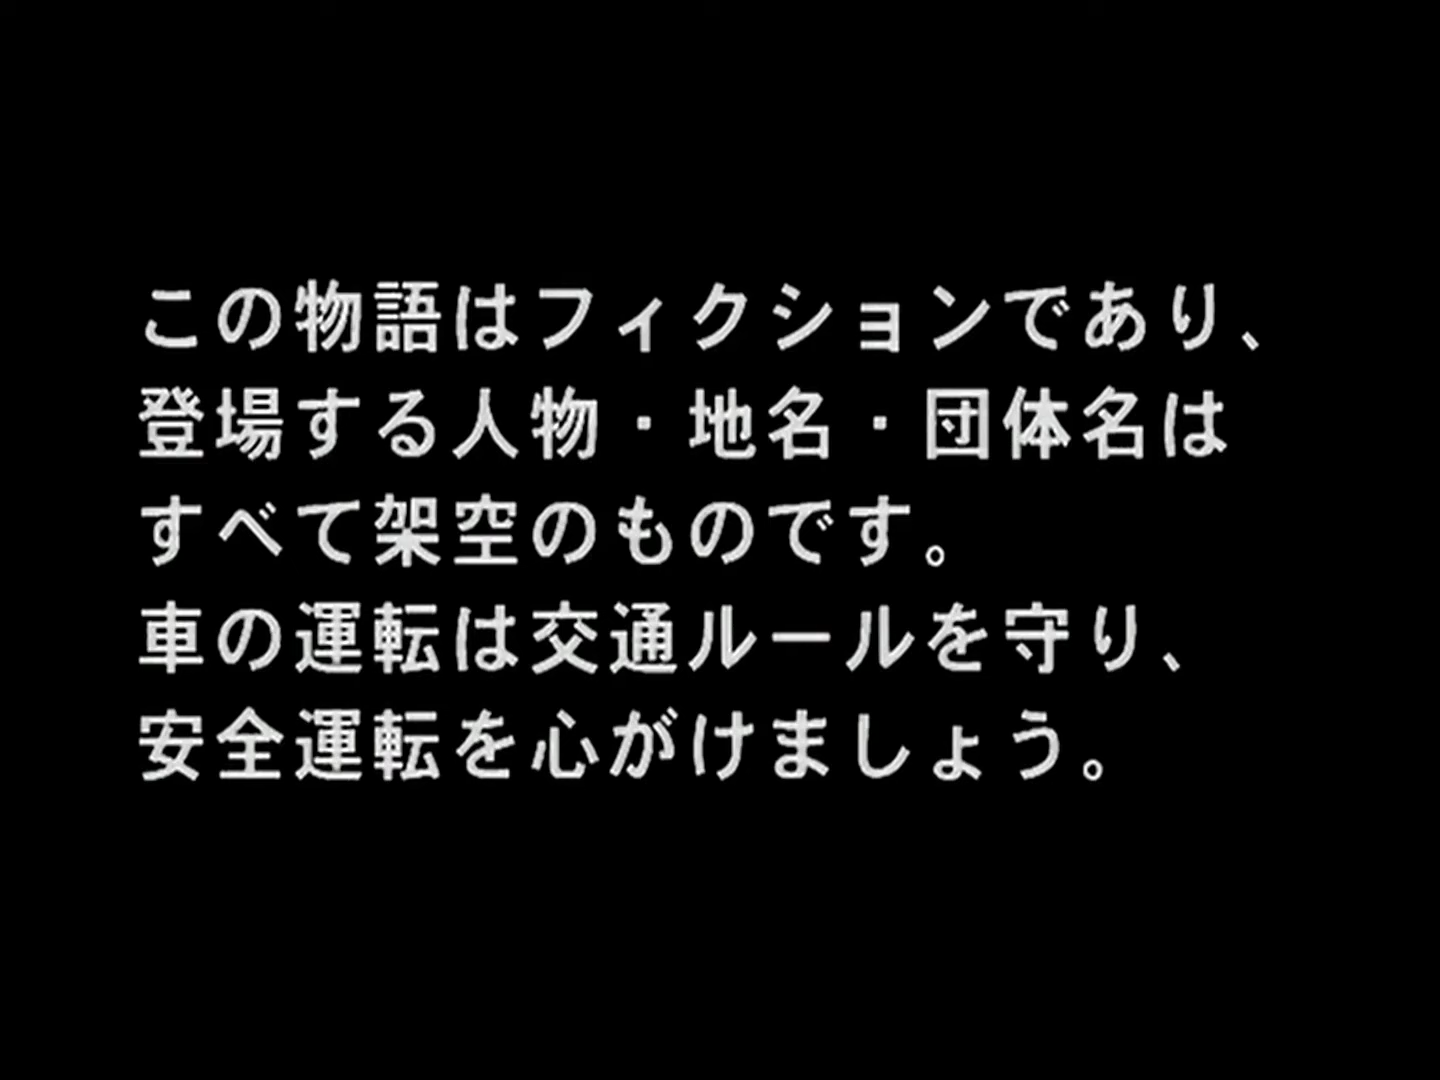 この物語はフィクションであり、
登場する人物・地名・団体名は
すべて架空のものです。
車の運転は交通ルールを守り、
安全運転を心がけましょう。